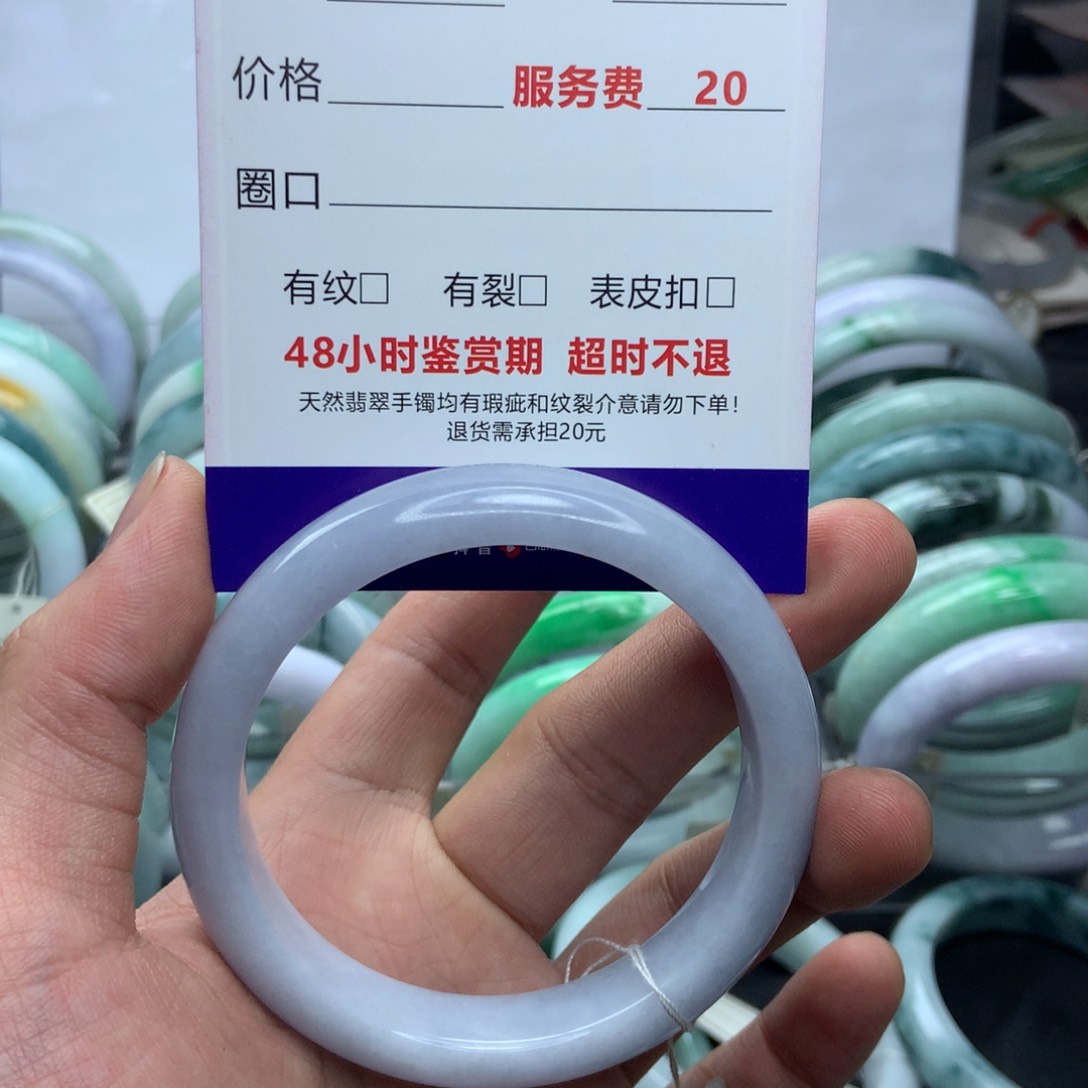 价格 服务费 20
圈口
有纹□ 有裂□ 表皮扣□
48小时鉴赏期 超时不退
天然翡翠手镯均有瑕疵和纹裂介意请勿下单！
退货需承担20元
抖音